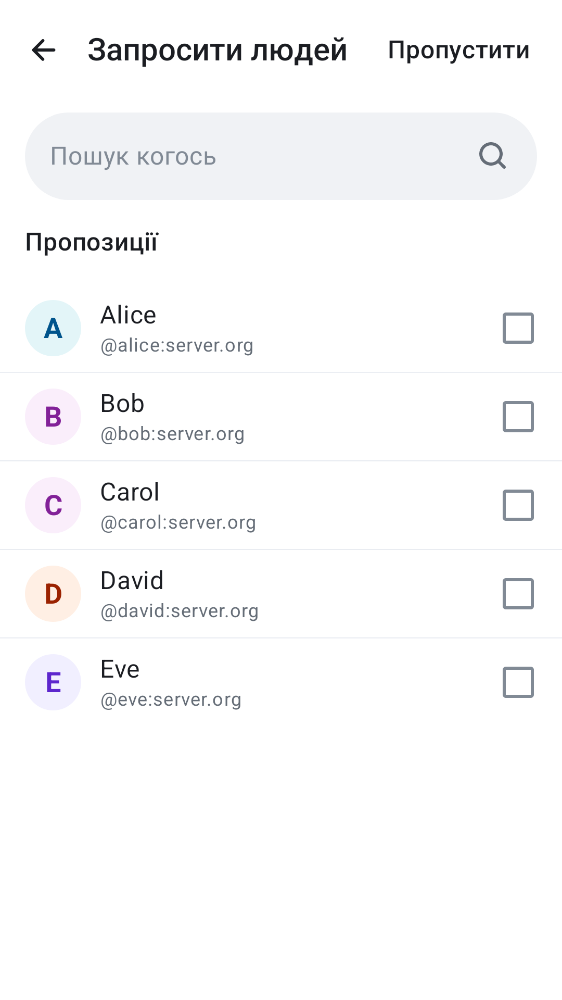 Запросити людей Пропустити
Пошук когось
Пропозиції
A Alice
@alice:server.org
B Bob
@bob:server.org
C Carol
@carol:server.org
D David
@david:server.org
E Eve
@eve:server.org